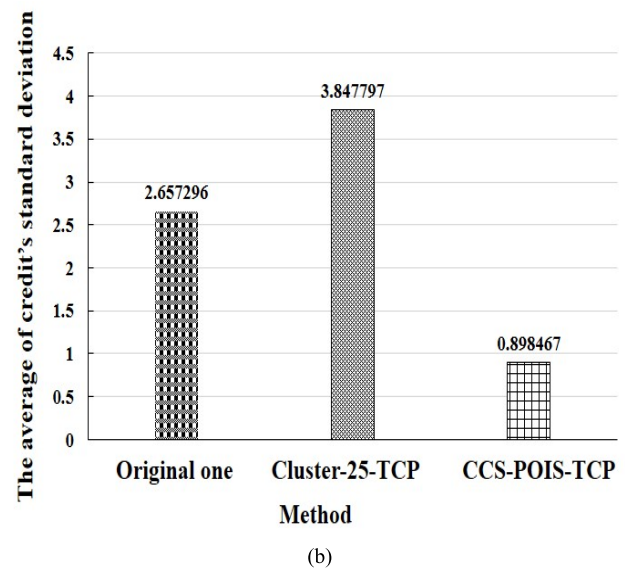 The average of credit's standard deviation
4.5
4
3.5
3
2.5
2
1.5
1
0.5
0
2.657296
3.847797
0.898467
Original one
Cluster-25-TCP
CCS-POIS-TCP
Method
(b)